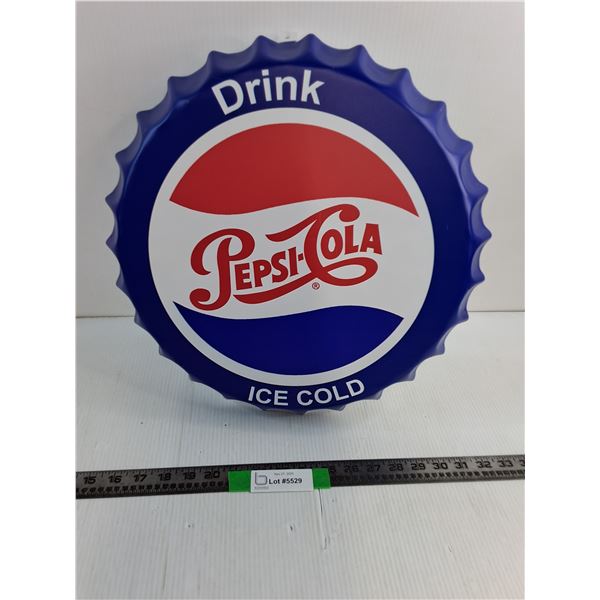 Drink
PEPSI-COLA
®
ICE COLD
15 16 17 18 19 20
26 27 28 29 30 31 32 33
Lot #5529